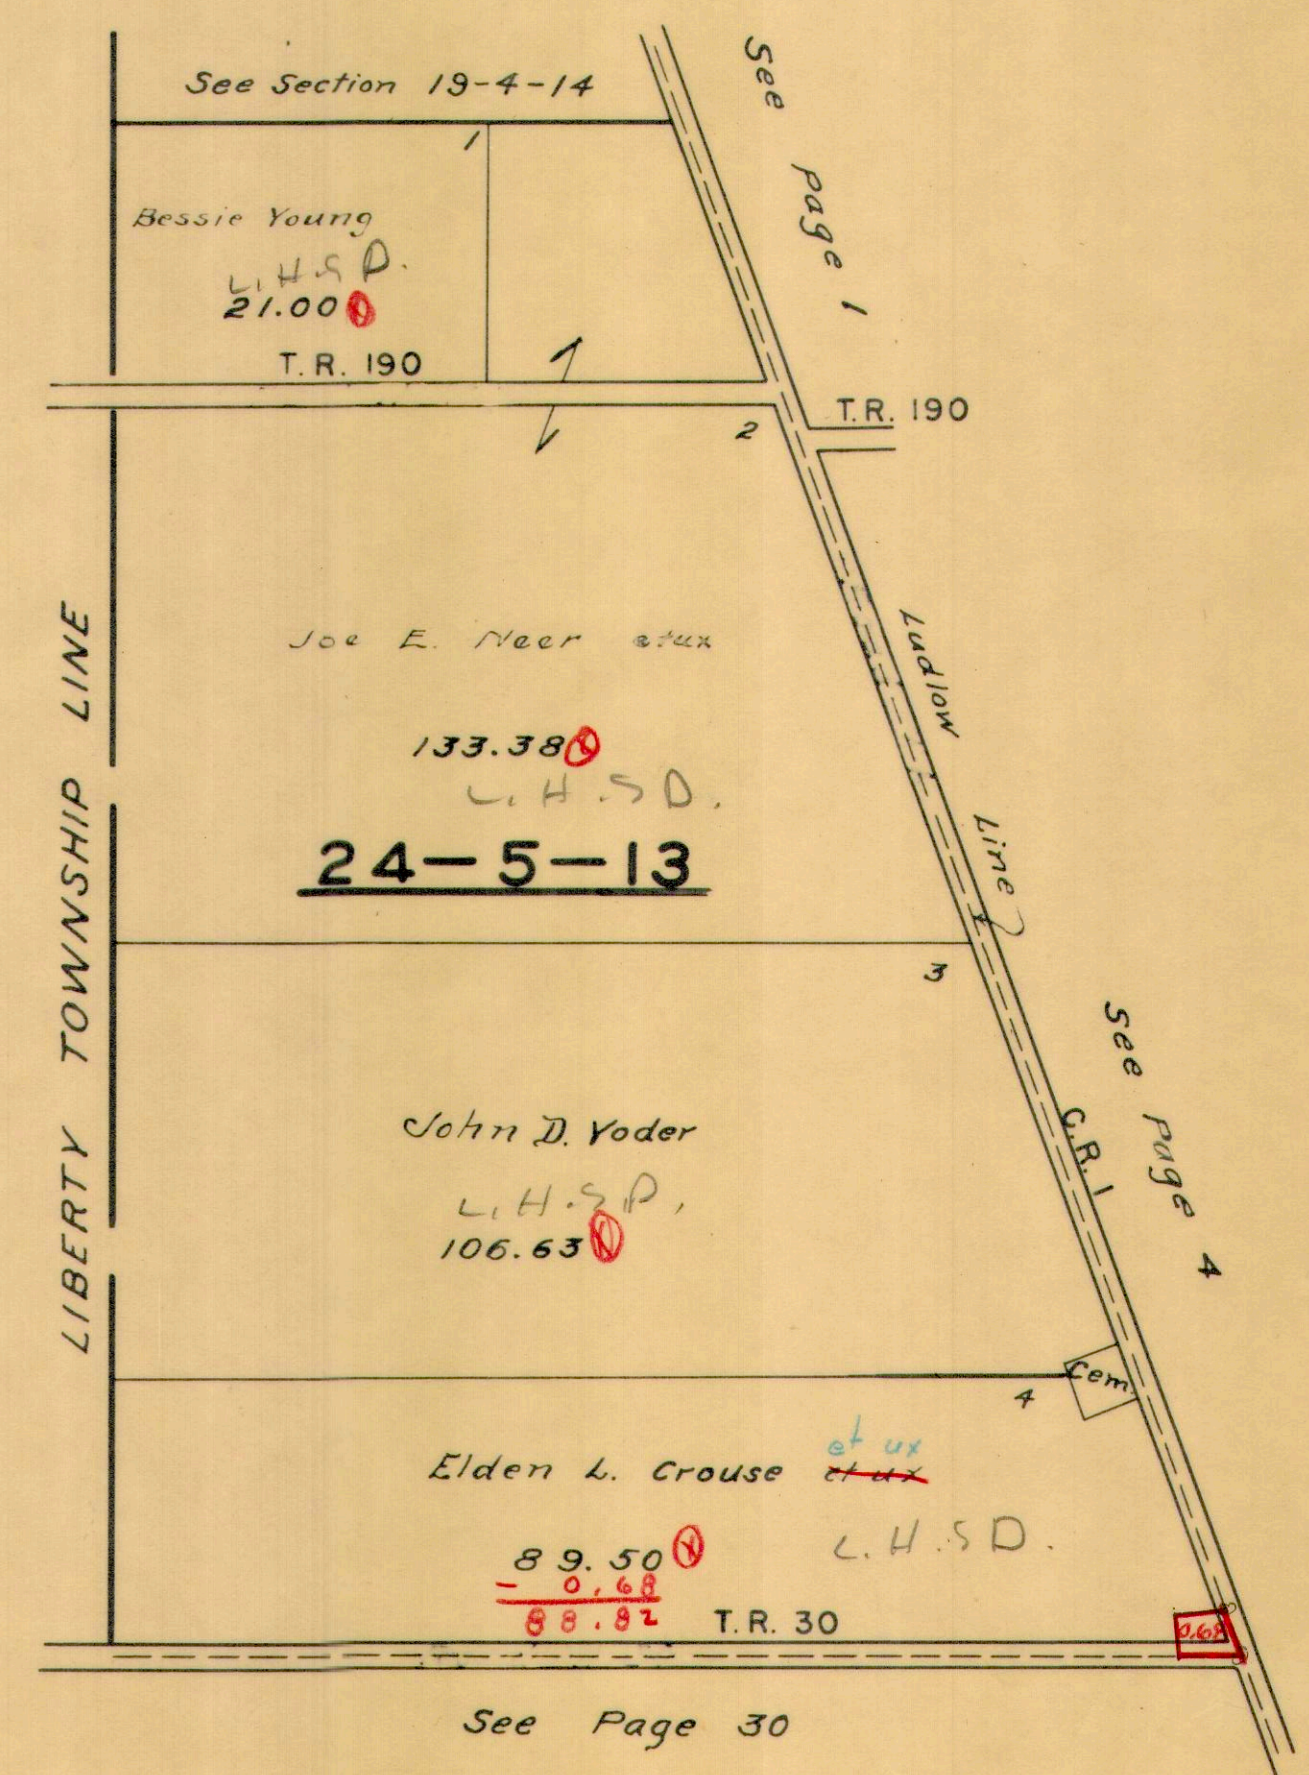 See Section 19-4-14
See page 1
1
Bessie Young
L.H.S.D.
21.00
T.R. 190
T.R. 190
2
LIBERTY TOWNSHIP LINE
Joe E. Neer etux
133.38
L.H.S.D.
24-5-13
Ludlow Line
3
See Page 4
C.R. 1
John D. Yoder
L.H.S.D.
106.63
Cem.
4
et ux
Elden L. Crouse et ux
L.H.S.D.
89.50
- 0.68
88.82
T.R. 30
0.68
See Page 30